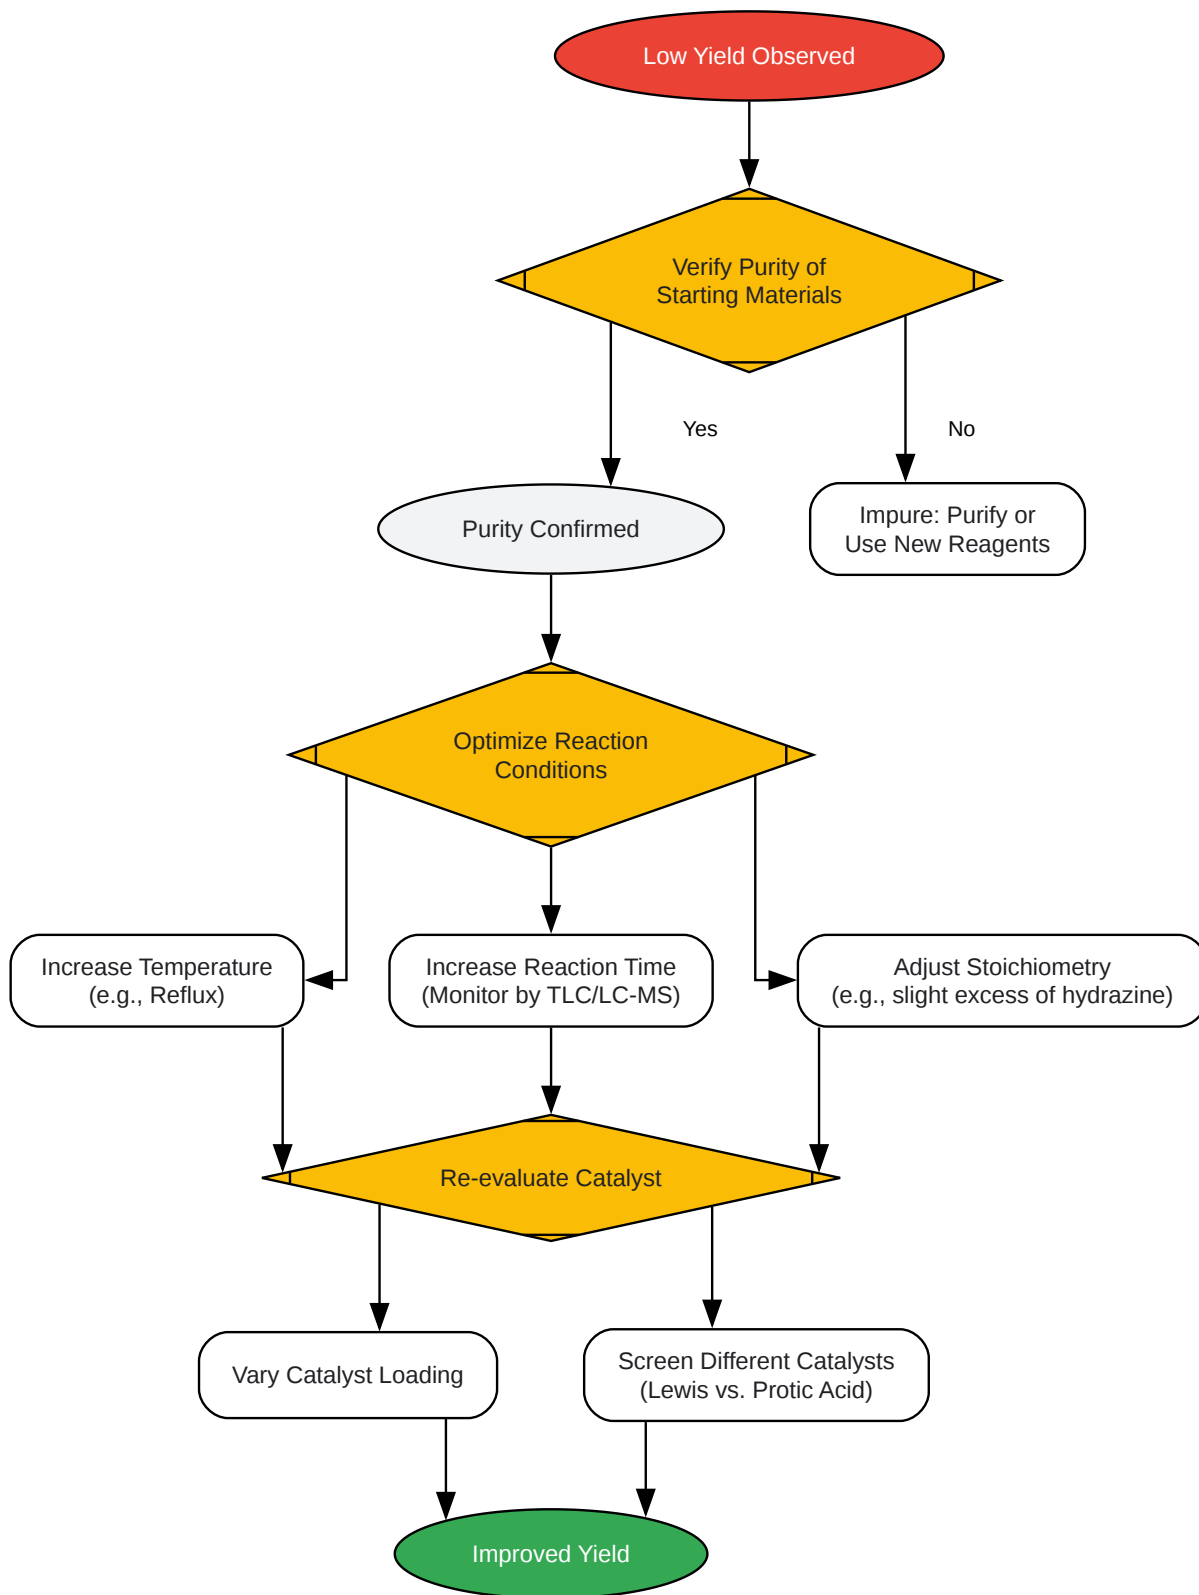 Low Yield Observed
Verify Purity of
Starting Materials
Yes
No
Purity Confirmed
Impure: Purify or
Use New Reagents
Optimize Reaction
Conditions
Increase Temperature
(e.g., Reflux)
Increase Reaction Time
(Monitor by TLC/LC-MS)
Adjust Stoichiometry
(e.g., slight excess of hydrazine)
Re-evaluate Catalyst
Vary Catalyst Loading
Screen Different Catalysts
(Lewis vs. Protic Acid)
Improved Yield